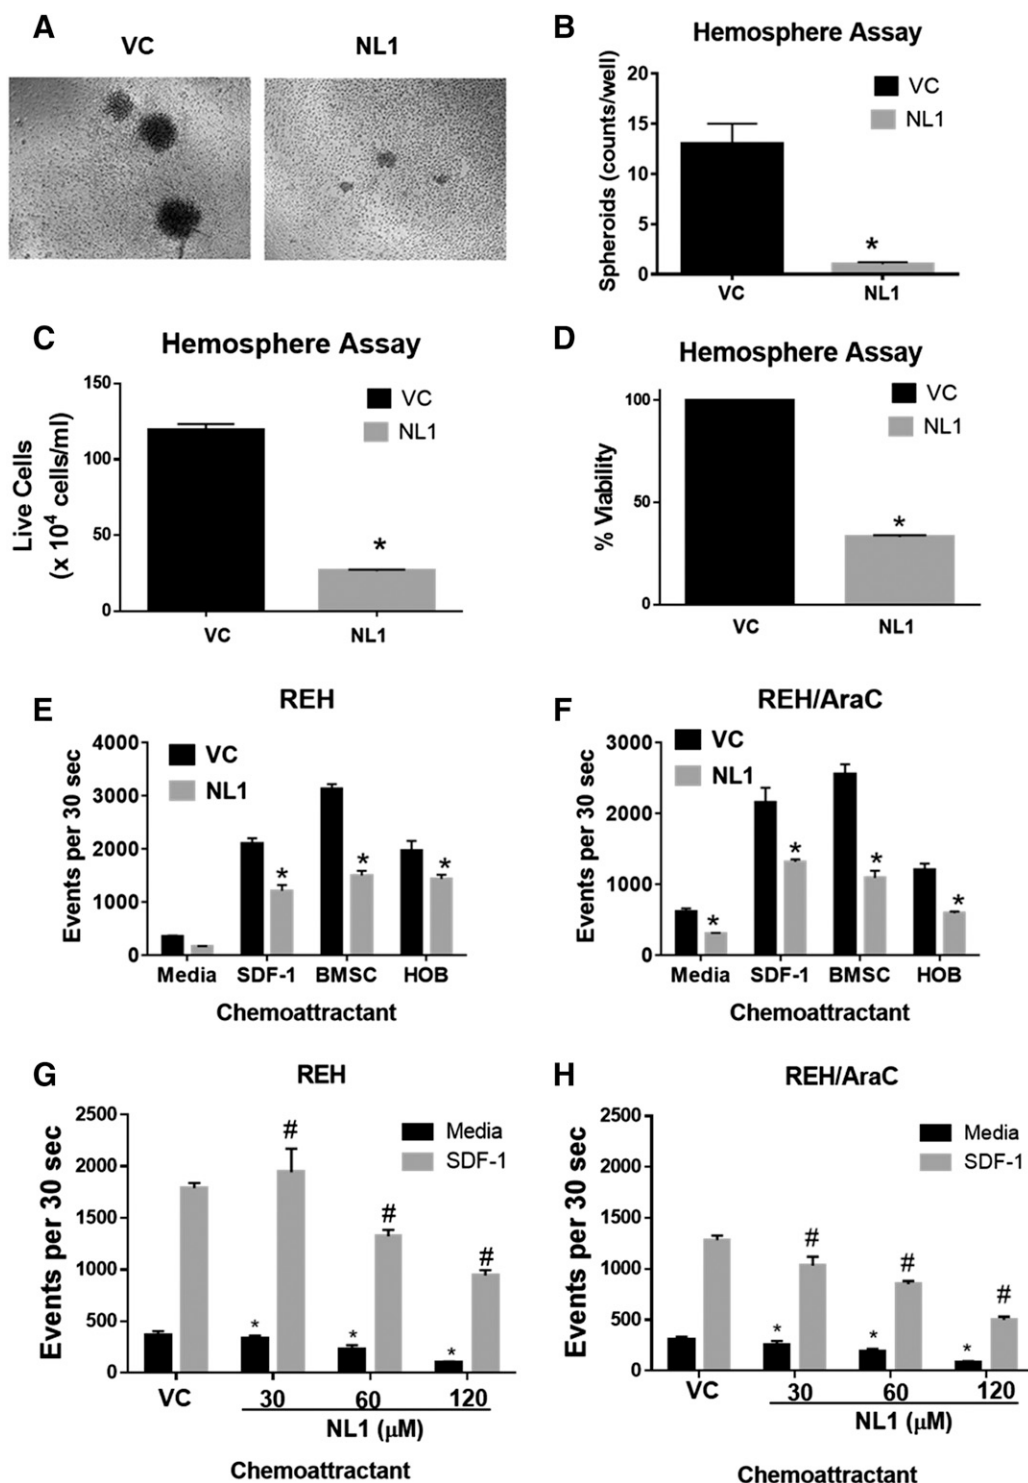 A
VC
NL1
B
Hemosphere Assay
Spheroids (counts/well)
20
15
10
5
0
VC
NL1
*
VC
NL1
C
Hemosphere Assay
Live Cells
(x 10⁴ cells/ml)
150
100
50
0
VC
NL1
*
VC
NL1
D
Hemosphere Assay
% Viability
100
50
0
VC
NL1
*
VC
NL1
E
REH
Events per 30 sec
4000
3000
2000
1000
0
VC
NL1
* * *
Media SDF-1 BMSC HOB
Chemoattractant
F
REH/AraC
Events per 30 sec
3000
2000
1000
0
VC
NL1
* * * *
Media SDF-1 BMSC HOB
Chemoattractant
G
REH
Events per 30 sec
2500
2000
1500
1000
500
0
Media
SDF-1
# # #
* * *
VC 30 60 120
NL1 (μM)
Chemoattractant
H
REH/AraC
Events per 30 sec
2500
2000
1500
1000
500
0
Media
SDF-1
# # #
* * *
VC 30 60 120
NL1 (μM)
Chemoattractant